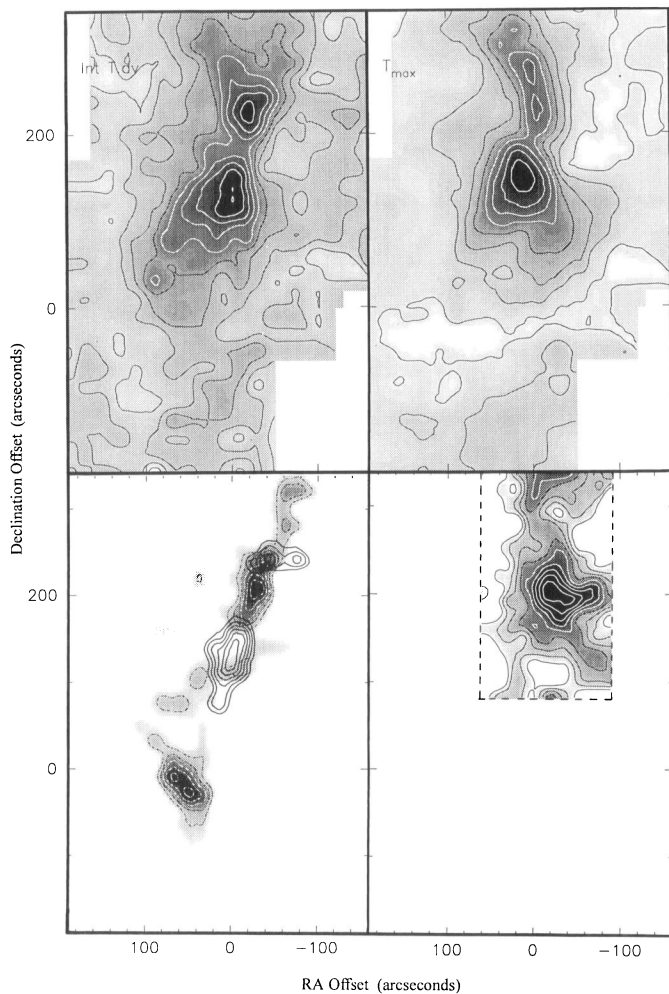 Int T dv
T max
200
0
Declination Offset (arcseconds)
200
0
100 0 -100
100 0 -100
RA Offset (arcseconds)